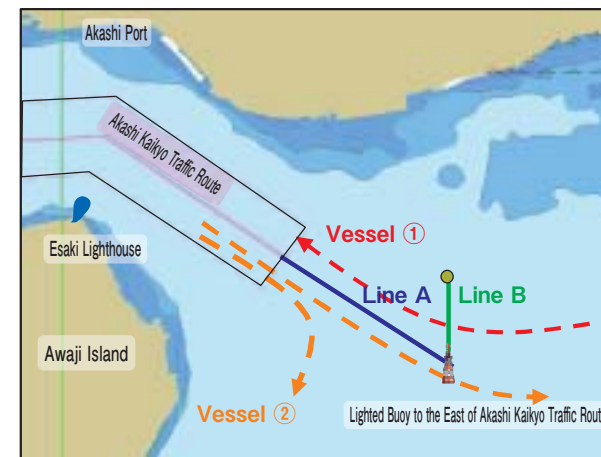 Akashi Port
Akashi Kaikyo Traffic Route
Esaki Lighthouse
Vessel ①
Line A
Line B
Awaji Island
Vessel ②
Lighted Buoy to the East of Akashi Kaikyo Traffic Rout